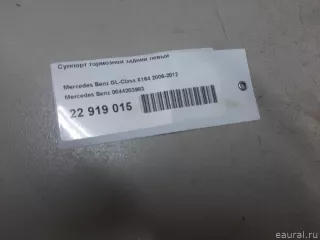 Суппорт тормозной задний левый
Mercedes Benz GL-Class X164 2006-2012
Mercedes Benz 0044203983
22 919 015
eaural.ru